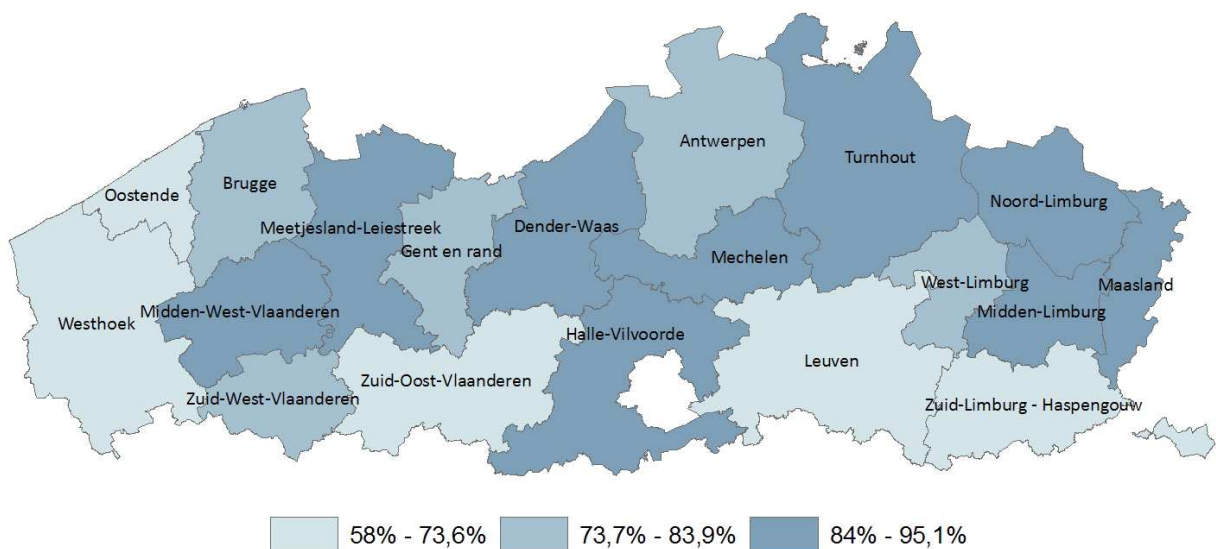 Antwerpen
Turnhout
Oostende
Brugge
Noord-Limburg
Meetjesland-Leiestreek
Dender-Waas
Gent en rand
Mechelen
West-Limburg
Maasland
Midden-West-Vlaanderen
Midden-Limburg
Westhoek
Halle-Vilvoorde
Leuven
Zuid-Oost-Vlaanderen
Zuid-West-Vlaanderen
Zuid-Limburg - Haspengouw
58% - 73,6%
73,7% - 83,9%
84% - 95,1%